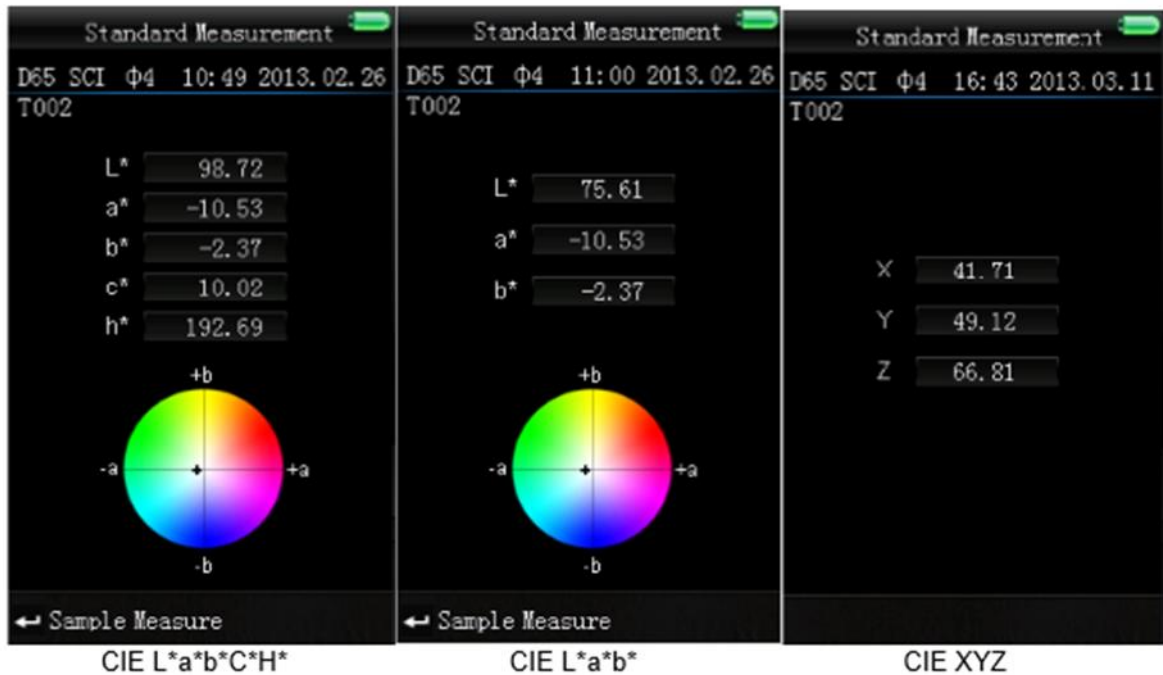 Standard Measurement
D65 SCI Φ4 10:49 2013.02.26
T002
L* 98.72
a* -10.53
b* -2.37
c* 10.02
h* 192.69
+b
-a +a
-b
Sample Measure
CIE L*a*b*C*H*
Standard Measurement
D65 SCI Φ4 11:00 2013.02.26
T002
L* 75.61
a* -10.53
b* -2.37
+b
-a +a
-b
Sample Measure
CIE L*a*b*
Standard Measurement
D65 SCI Φ4 16:43 2013.03.11
T002
X 41.71
Y 49.12
Z 66.81
CIE XYZ